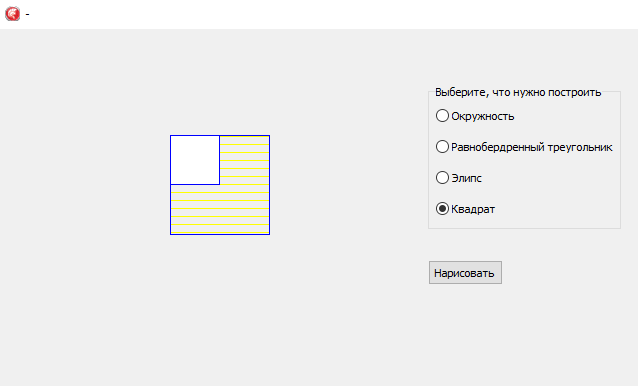 -
Выберите, что нужно построить
Окружность
Равнобердренный треугольник
Элипс
Квадрат
Нарисовать